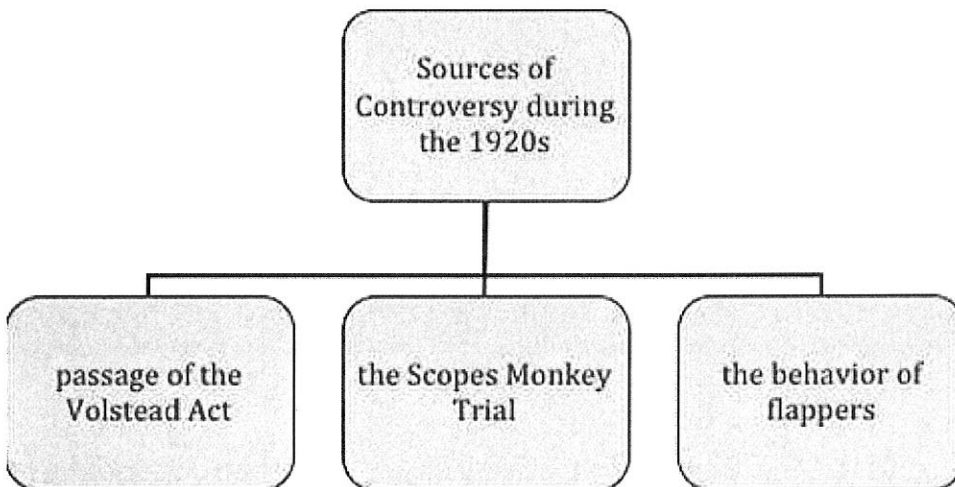 Sources of
Controversy during
the 1920s
passage of the
Volstead Act
the Scopes Monkey
Trial
the behavior of
flappers